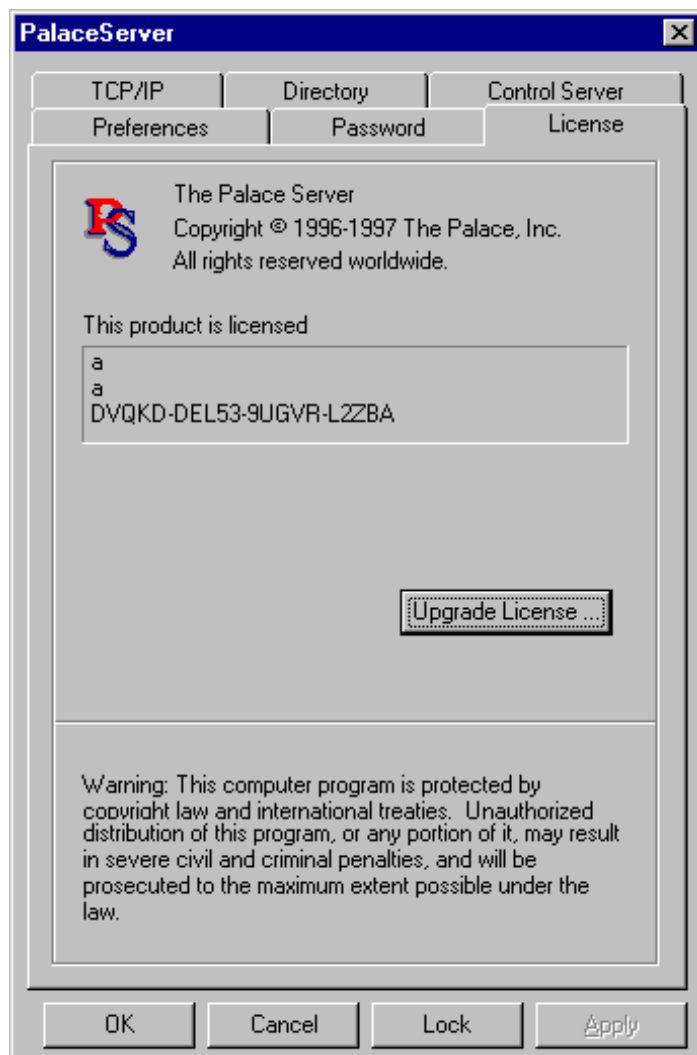 PalaceServer
TCP/IP
Directory
Control Server
Preferences
Password
License
PS
The Palace Server
Copyright © 1996-1997 The Palace, Inc.
All rights reserved worldwide.
This product is licensed
a
a
DVQKD-DEL53-9UGVR-L2ZBA
Upgrade License ...
Warning: This computer program is protected by
copyright law and international treaties. Unauthorized
distribution of this program, or any portion of it, may result
in severe civil and criminal penalties, and will be
prosecuted to the maximum extent possible under the
law.
OK
Cancel
Lock
Apply